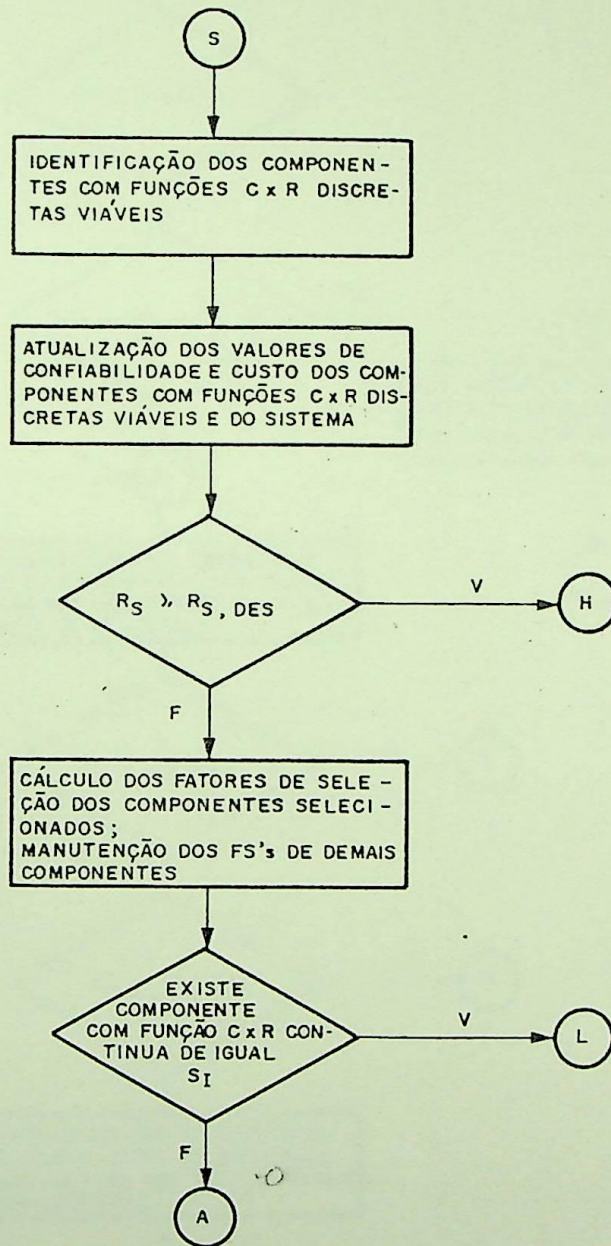 S
IDENTIFICAÇÃO DOS COMPONEN-
TES COM FUNÇÕES C x R DISCRE-
TAS VIÁVEIS
ATUALIZAÇÃO DOS VALORES DE
CONFIABILIDADE E CUSTO DOS COM-
PONENTES COM FUNÇÕES C x R DIS-
CRETAS VIÁVEIS E DO SISTEMA
RS ⩾ RS, DES
V
H
F
CÁLCULO DOS FATORES DE SELE-
ÇÃO DOS COMPONENTES SELECI-
ONADOS;
MANUTENÇÃO DOS FS's DE DEMAIS
COMPONENTES
EXISTE
COMPONENTE
COM FUNÇÃO C x R CON-
TINUA DE IGUAL
SI
V
L
F
A